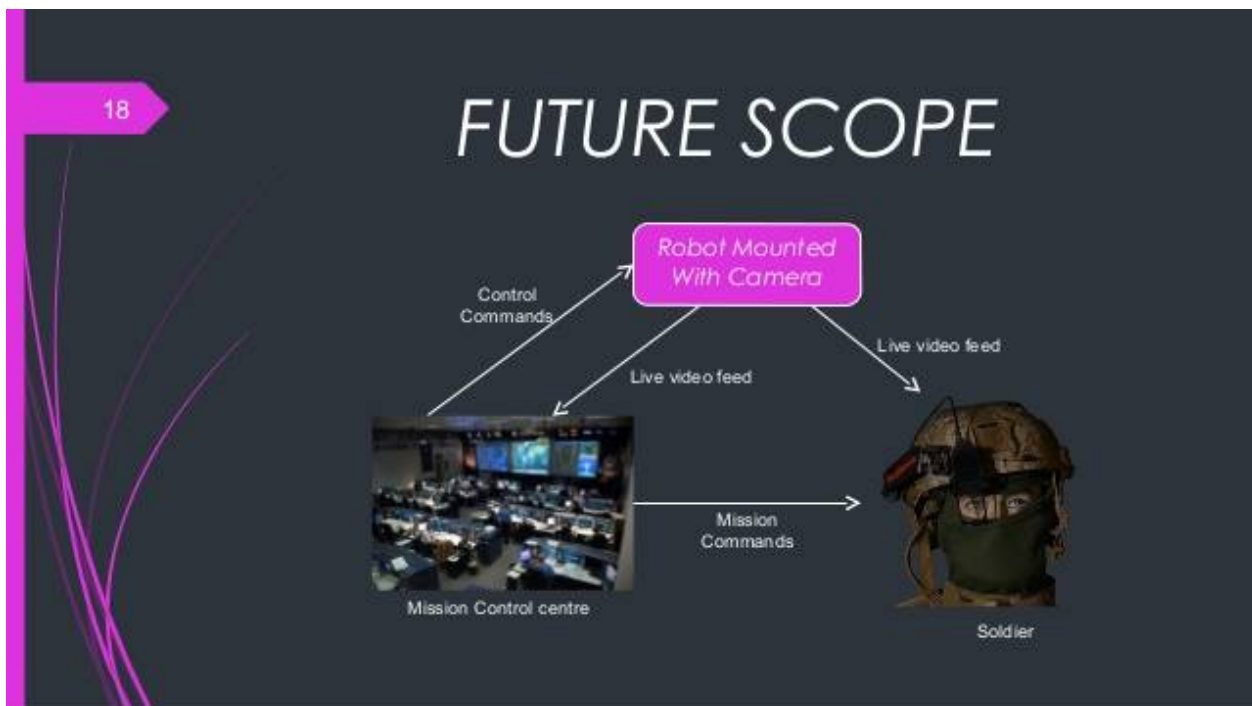 18
FUTURE SCOPE
Robot Mounted
With Camera
Control
Commands
Live video feed
Live video feed
Mission
Commands
Mission Control centre
Soldier